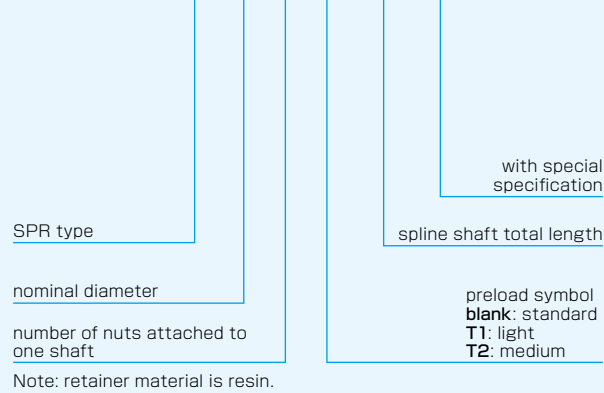 SPR type
nominal diameter
number of nuts attached to
one shaft
Note: retainer material is resin.
with special
specification
spline shaft total length
preload symbol
blank: standard
T1: light
T2: medium